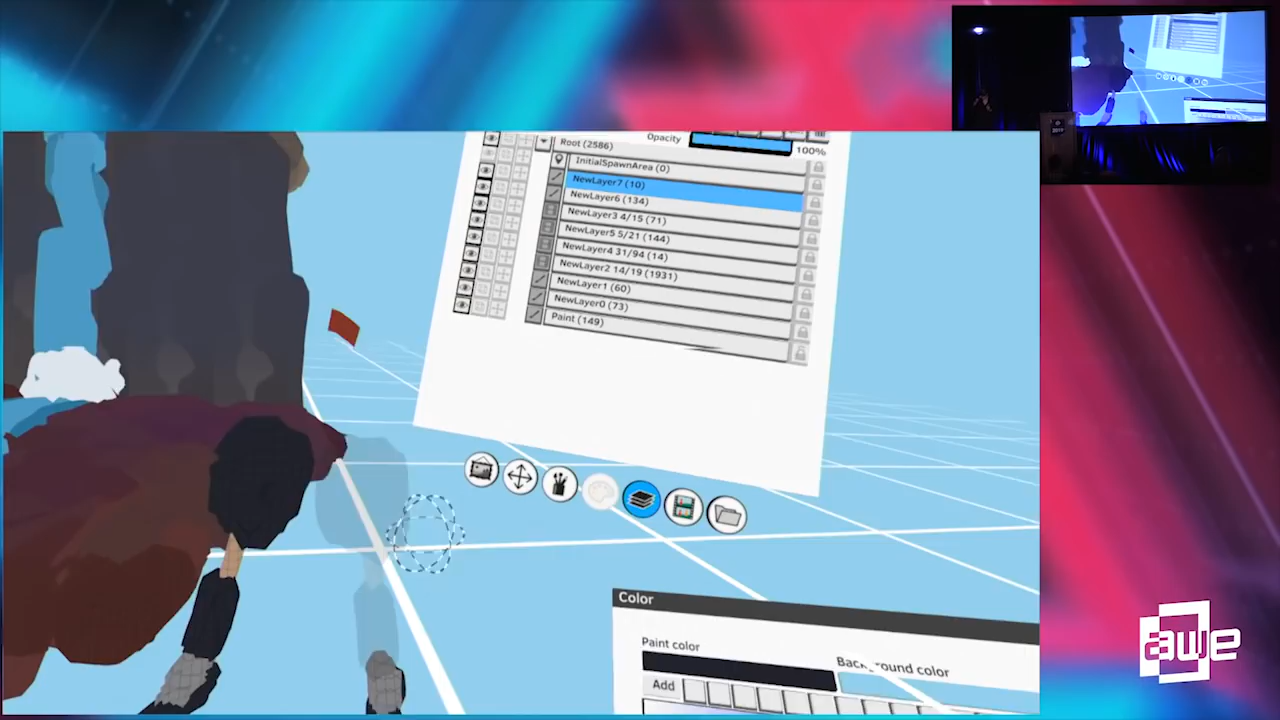 Opacity
100%
Root (2586)
InitialSpawnArea (0)
NewLayer7 (10)
NewLayer6 (134)
NewLayer3 4/15 (71)
NewLayer5 5/21 (144)
NewLayer4 31/94 (14)
NewLayer2 14/19 (1931)
NewLayer1 (60)
NewLayer0 (73)
Paint (149)
Color
Paint color
Background color
Add
awe